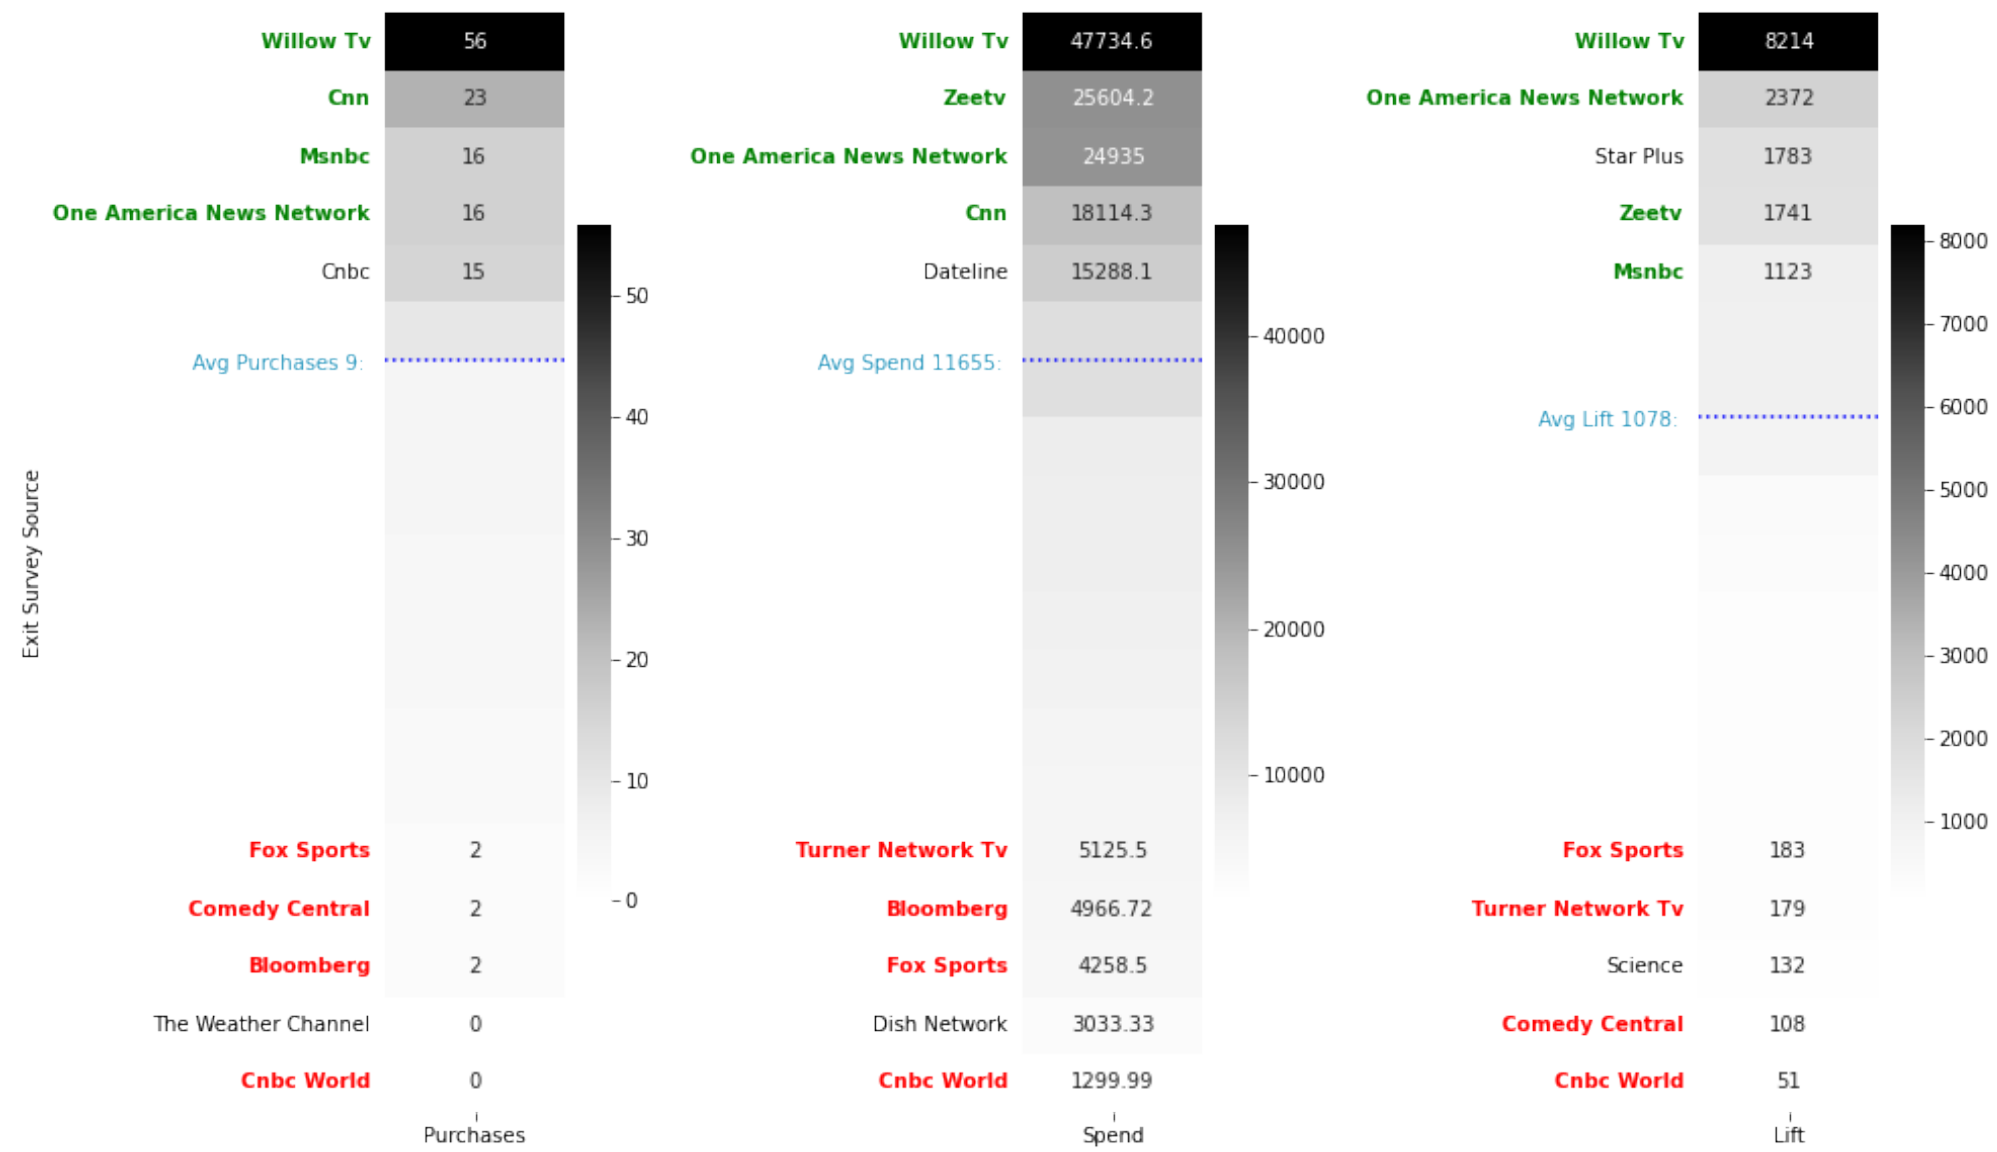 Exit Survey Source
Willow Tv 56
Cnn 23
Msnbc 16
One America News Network 16
Cnbc 15
Avg Purchases 9:
Fox Sports 2
Comedy Central 2
Bloomberg 2
The Weather Channel 0
Cnbc World 0
Purchases
50
40
30
20
10
0
Willow Tv 47734.6
Zeetv 25604.2
One America News Network 24935
Cnn 18114.3
Dateline 15288.1
Avg Spend 11655:
Turner Network Tv 5125.5
Bloomberg 4966.72
Fox Sports 4258.5
Dish Network 3033.33
Cnbc World 1299.99
Spend
40000
30000
20000
10000
Willow Tv 8214
One America News Network 2372
Star Plus 1783
Zeetv 1741
Msnbc 1123
Avg Lift 1078:
Fox Sports 183
Turner Network Tv 179
Science 132
Comedy Central 108
Cnbc World 51
Lift
8000
7000
6000
5000
4000
3000
2000
1000